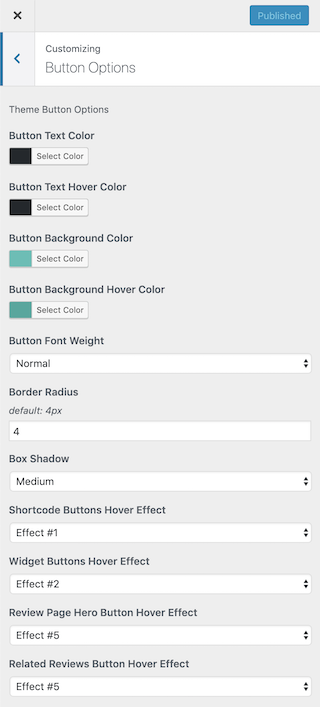 Published
Customizing
Button Options
Theme Button Options
Button Text Color
Select Color
Button Text Hover Color
Select Color
Button Background Color
Select Color
Button Background Hover Color
Select Color
Button Font Weight
Normal
Border Radius
default: 4px
4
Box Shadow
Medium
Shortcode Buttons Hover Effect
Effect #1
Widget Buttons Hover Effect
Effect #2
Review Page Hero Button Hover Effect
Effect #5
Related Reviews Button Hover Effect
Effect #5